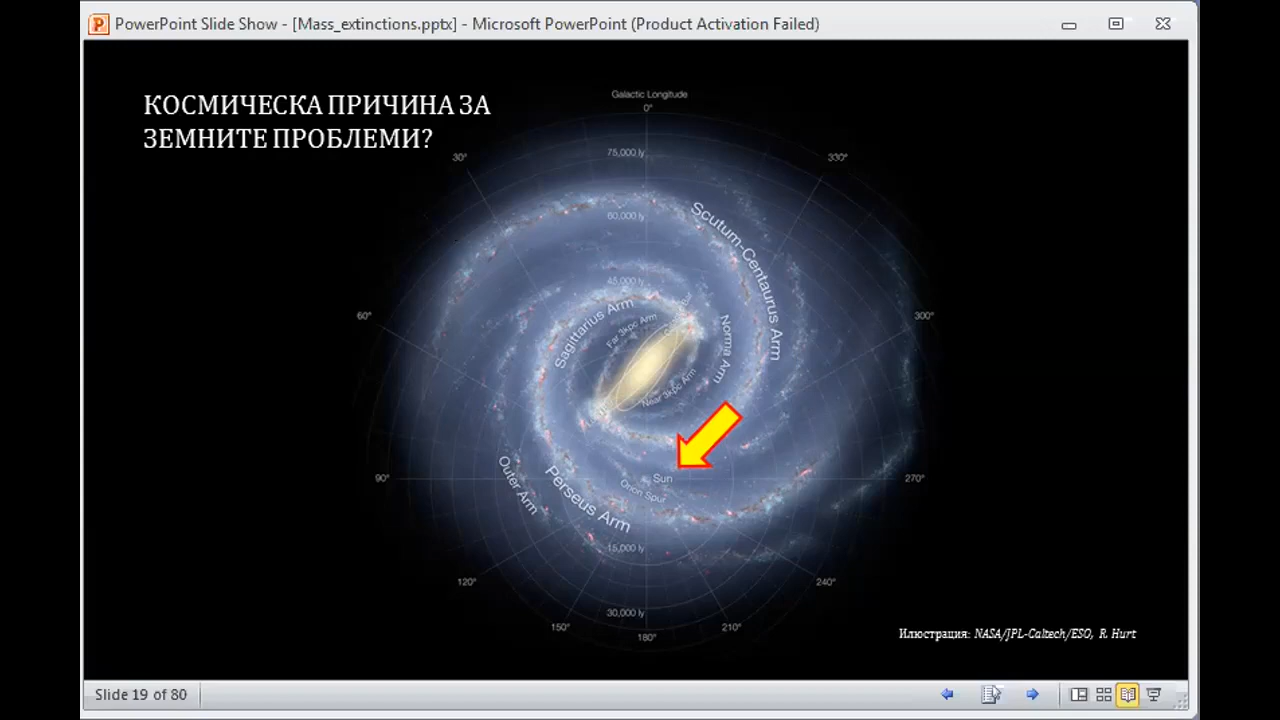 PowerPoint Slide Show - [Mass_extinctions.pptx] - Microsoft PowerPoint (Product Activation Failed)
КОСМИЧЕСКА ПРИЧИНА ЗА
ЗЕМНИТЕ ПРОБЛЕМИ?
Galactic Longitude
0°
30°
330°
75,000 ly
60,000 ly
Scutum-Centaurus Arm
45,000 ly
60°
300°
Sagittarius Arm
Far 3kpc Arm
Norma Arm
Near 3kpc Arm
90°
Sun
270°
Orion Spur
Outer Arm
Perseus Arm
15,000 ly
120°
240°
30,000 ly
150°
210°
180°
Илюстрация: NASA/JPL-Caltech/ESO, R. Hurt
Slide 19 of 80